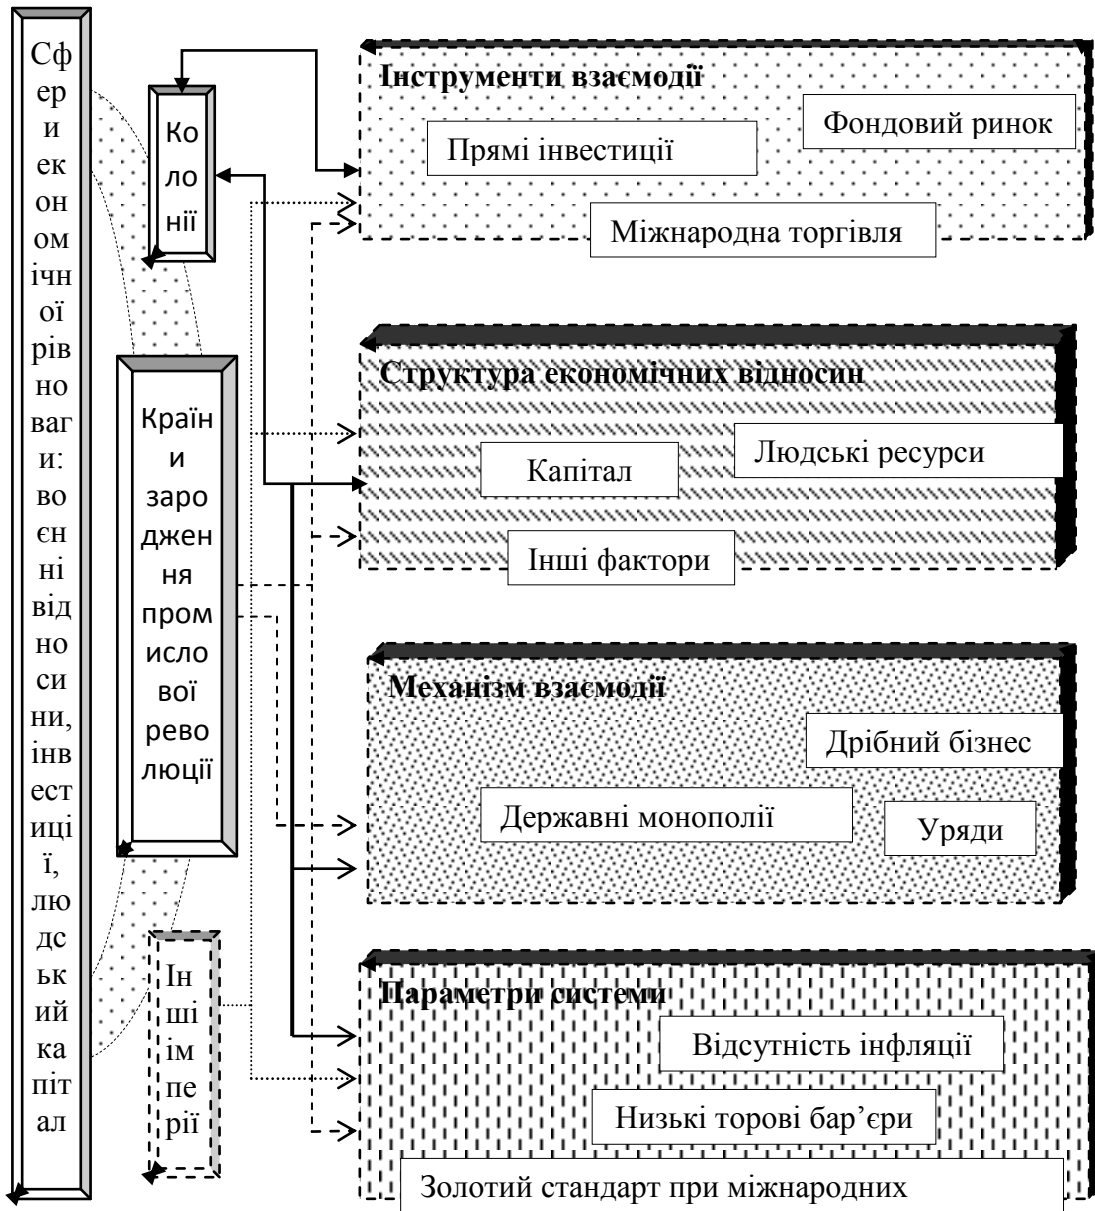 Сф
ер
и
ек
он
ом
ічн
ої
рів
но
ваг
и:
во
єн
ні
від
но
си
ни,
інв
ест
иці
ї,
лю
дс
ьк
ий
ка
піт
ал
Ко
ло
нії
Країн
и
заро
джен
ня
пром
исло
вої
рево
люції
Ін
ші
ім
пе
рії
Інструменти взаємодії
Фондовий ринок
Прямі інвестиції
Міжнародна торгівля
Структура економічних відносин
Людські ресурси
Капітал
Інші фактори
Механізм взаємодії
Дрібний бізнес
Державні монополії
Уряди
Параметри системи
Відсутність інфляції
Низькі торові бар’єри
Золотий стандарт при міжнародних